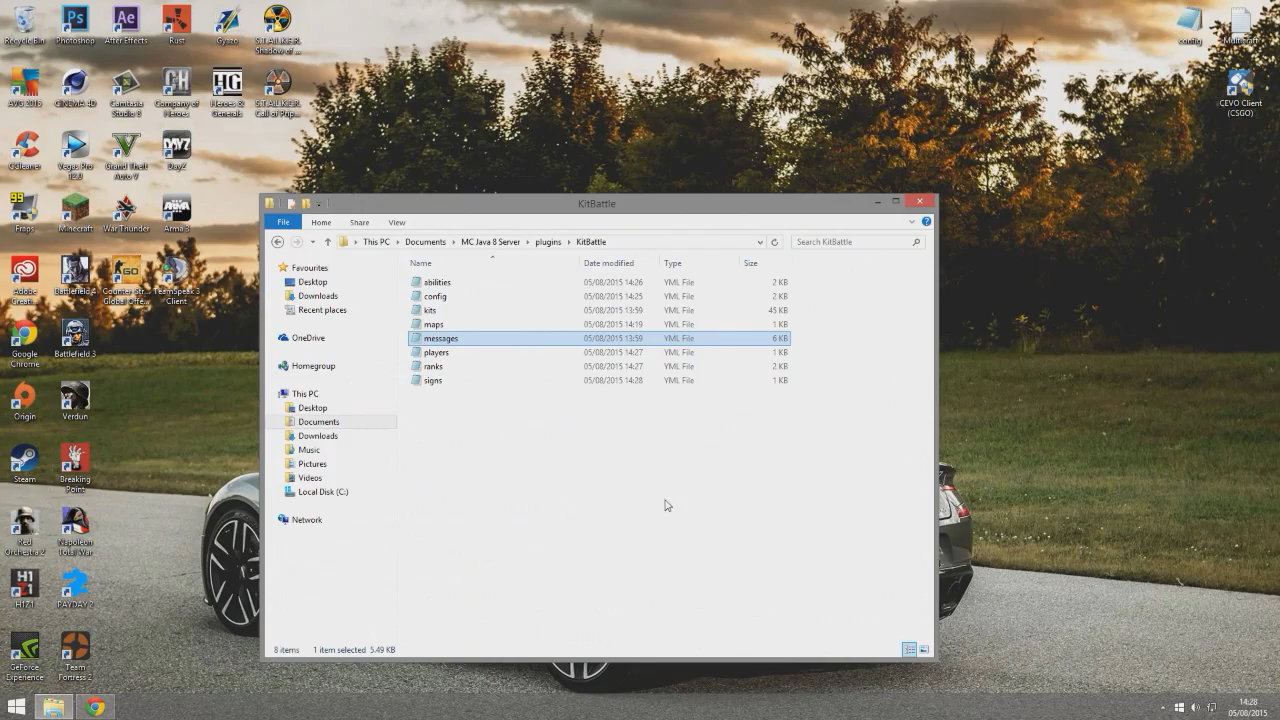 Recycle Bin
Photoshop
After Effects
Rust
Gyazo
S.T.A.L.K.E.R.
Shadow of ...
config
Multicraft
AVG 2015
CINEMA 4D
Camtasia
Studio 8
Company of
Heroes
Heroes &
Generals
S.T.A.L.K.E.R.
Call of Prip...
CEVO Client
(CSGO)
CCleaner
Vegas Pro
12.0
Grand Theft
Auto V
DayZ
99
Fraps
Minecraft
War Thunder
Arma 3
Adobe
Creati...
Battlefield 4
Counter-Str...
Global Offe...
TeamSpeak 3
Client
Google
Chrome
Battlefield 3
Origin
Verdun
Steam
Breaking
Point
Red
Orchestra 2
Napoleon
Total War
H1Z1
PAYDAY 2
GeForce
Experience
Team
Fortress 2
KitBattle
File
Home
Share
View
This PC
Documents
MC Java 8 Server
plugins
KitBattle
Search KitBattle
Name
Date modified
Type
Size
Favourites
Desktop
Downloads
Recent places
OneDrive
Homegroup
This PC
Desktop
Documents
Downloads
Music
Pictures
Videos
Local Disk (C:)
Network
abilities 05/08/2015 14:26 YML File 2 KB
config 05/08/2015 14:25 YML File 2 KB
kits 05/08/2015 13:59 YML File 45 KB
maps 05/08/2015 14:19 YML File 1 KB
messages 05/08/2015 13:59 YML File 6 KB
players 05/08/2015 14:27 YML File 1 KB
ranks 05/08/2015 14:27 YML File 2 KB
signs 05/08/2015 14:28 YML File 1 KB
8 items 1 item selected 5.49 KB
14:28
05/08/2015